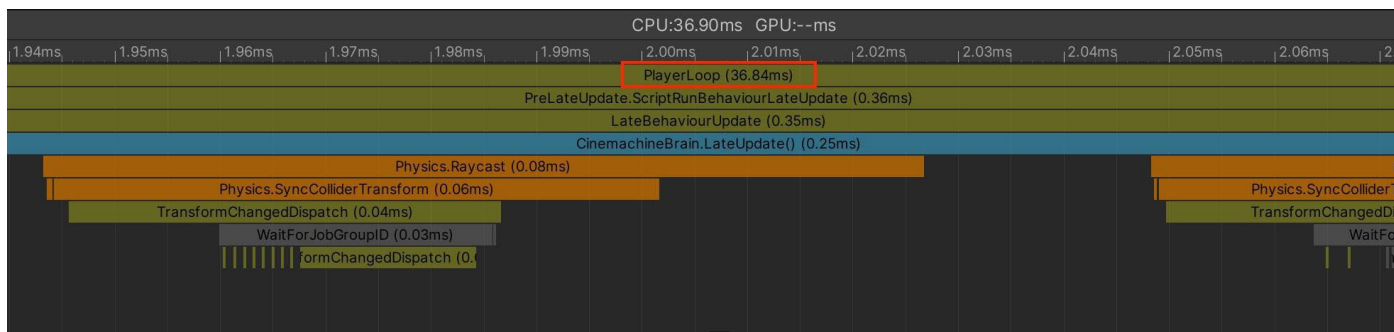 CPU:36.90ms GPU:--ms
1.94ms 1.95ms 1.96ms 1.97ms 1.98ms 1.99ms 2.00ms 2.01ms 2.02ms 2.03ms 2.04ms 2.05ms 2.06ms 2
PlayerLoop (36.84ms)
PreLateUpdate.ScriptRunBehaviourLateUpdate (0.36ms)
LateBehaviourUpdate (0.35ms)
CinemachineBrain.LateUpdate() (0.25ms)
Physics.Raycast (0.08ms)
Physics.SyncColliderTransform (0.06ms) Physics.SyncColliderT
TransformChangedDispatch (0.04ms) TransformChangedDi
WaitForJobGroupID (0.03ms) WaitFo
formChangedDispatch (0.0